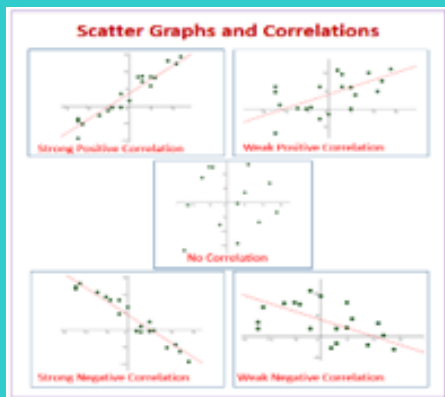 Scatter Graphs and Correlations
Strong Positive Correlation
Weak Positive Correlation
No Correlation
Strong Negative Correlation
Weak Negative Correlation